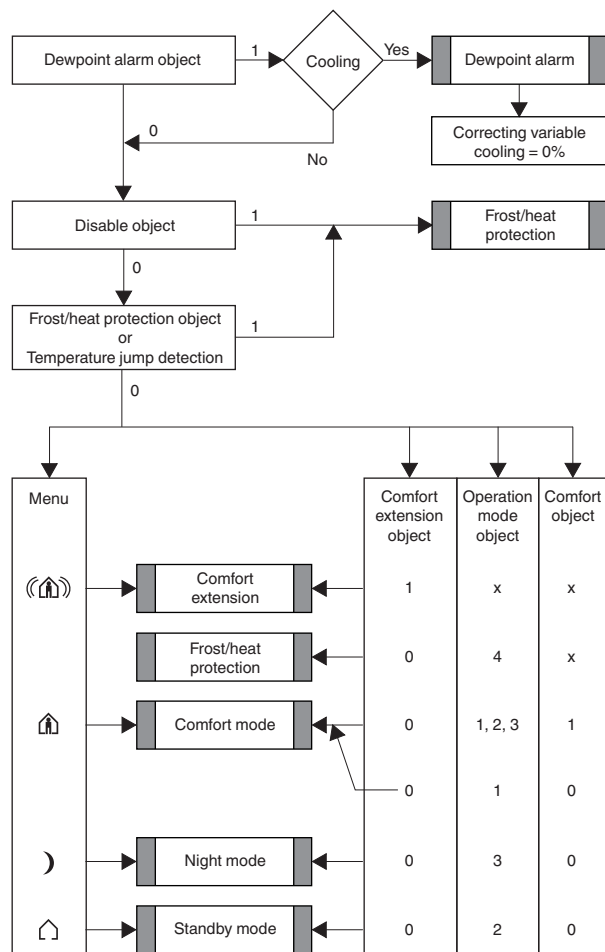 Dewpoint alarm object
1
Cooling
Yes
Dewpoint alarm
0
No
Correcting variable
cooling = 0%
Disable object
1
Frost/heat
protection
0
Frost/heat protection object
or
Temperature jump detection
1
0
Menu
Comfort
extension
object
Operation
mode
object
Comfort
object
Comfort
extension
1
x
x
Frost/heat
protection
0
4
x
Comfort mode
0
1, 2, 3
1
0
1
0
Night mode
0
3
0
Standby mode
0
2
0